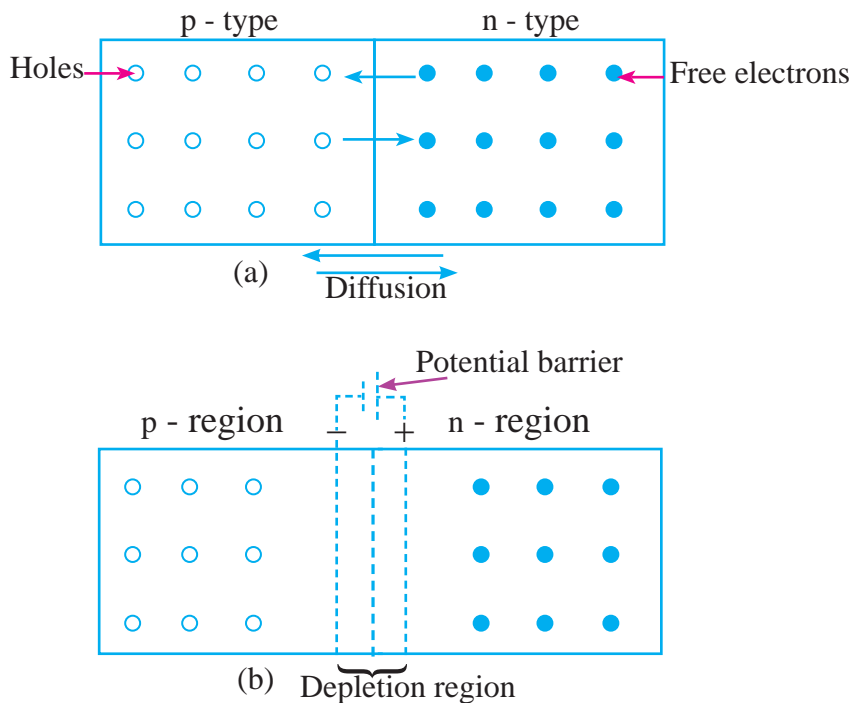 p - type
n - type
Holes
Free electrons
(a)
Diffusion
Potential barrier
p - region
– +
n - region
(b)
Depletion region